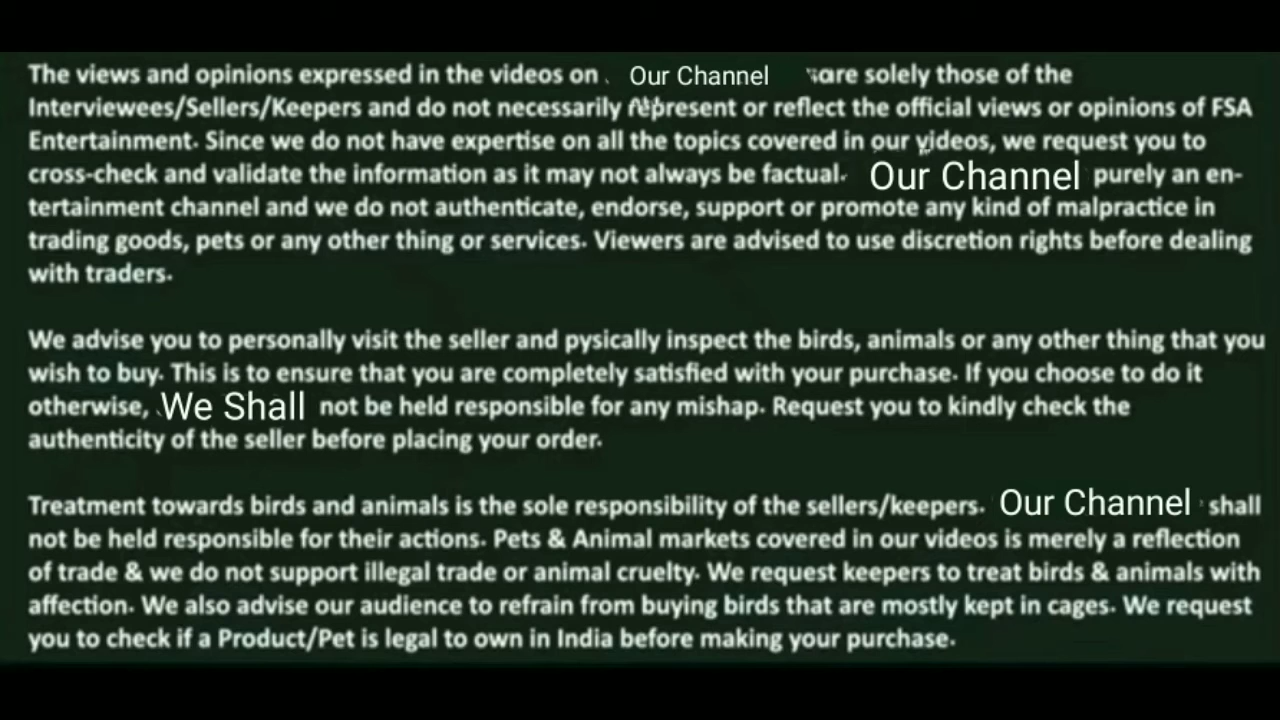 The views and opinions expressed in the videos on Our Channel are solely those of the
Interviewees/Sellers/Keepers and do not necessarily represent or reflect the official views or opinions of FSA
Entertainment. Since we do not have expertise on all the topics covered in our videos, we request you to
cross-check and validate the information as it may not always be factual. Our Channel purely an en-
tertainment channel and we do not authenticate, endorse, support or promote any kind of malpractice in
trading goods, pets or any other thing or services. Viewers are advised to use discretion rights before dealing
with traders.
We advise you to personally visit the seller and pysically inspect the birds, animals or any other thing that you
wish to buy. This is to ensure that you are completely satisfied with your purchase. If you choose to do it
otherwise, We Shall not be held responsible for any mishap. Request you to kindly check the
authenticity of the seller before placing your order.
Treatment towards birds and animals is the sole responsibility of the sellers/keepers. Our Channel shall
not be held responsible for their actions. Pets & Animal markets covered in our videos is merely a reflection
of trade & we do not support illegal trade or animal cruelty. We request keepers to treat birds & animals with
affection. We also advise our audience to refrain from buying birds that are mostly kept in cages. We request
you to check if a Product/Pet is legal to own in India before making your purchase.